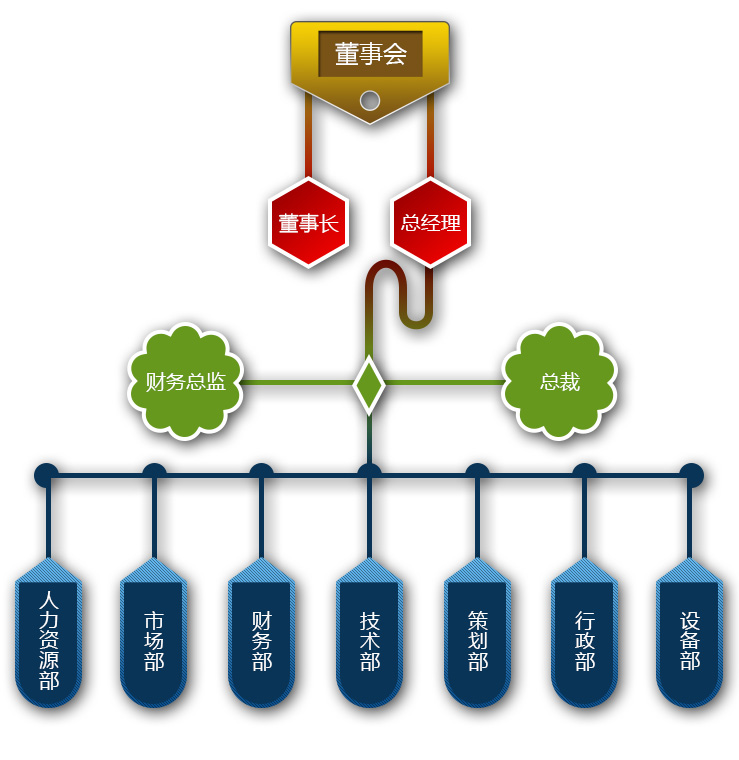 董事会
董事长
总经理
财务总监
总裁
人力资源部
市场部
财务部
技术部
策划部
行政部
设备部